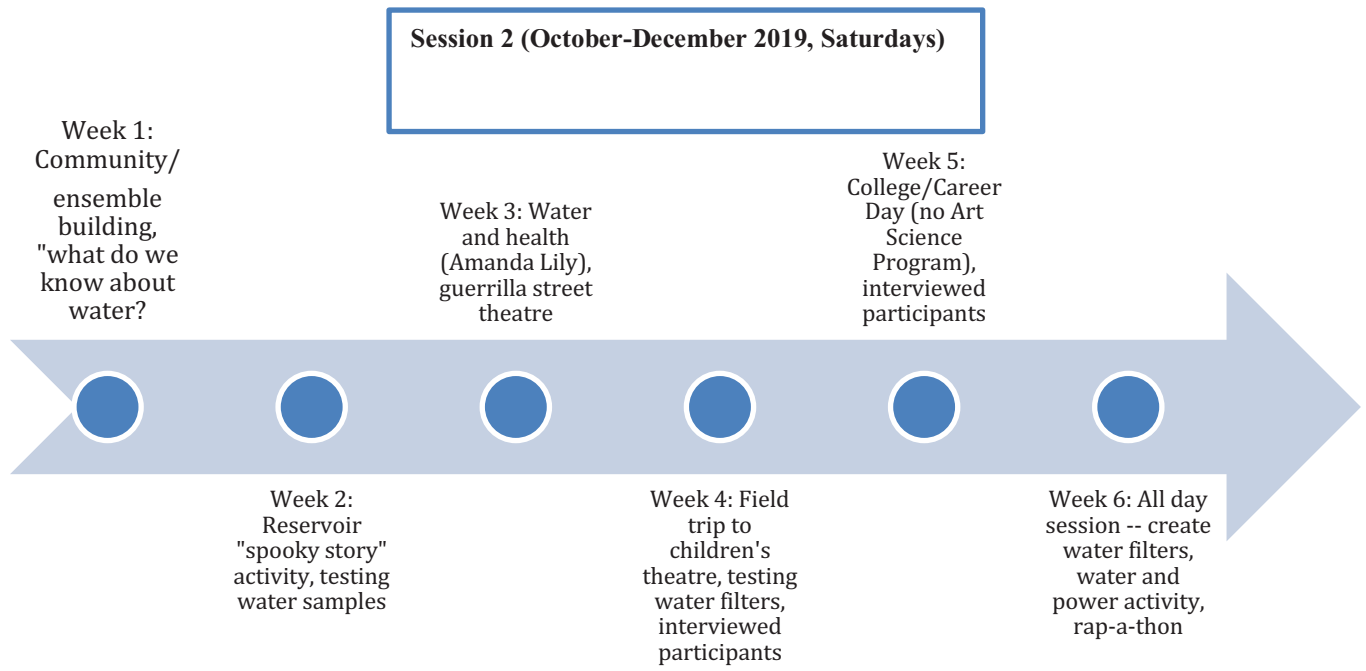 Session 2 (October-December 2019, Saturdays)
Week 1:
Community/
ensemble
building,
"what do we
know about
water?
Week 2:
Reservoir
"spooky story"
activity, testing
water samples
Week 3: Water
and health
(Amanda Lily),
guerrilla street
theatre
Week 4: Field
trip to
children's
theatre, testing
water filters,
interviewed
participants
Week 5:
College/Career
Day (no Art
Science
Program),
interviewed
participants
Week 6: All day
session -- create
water filters,
water and
power activity,
rap-a-thon